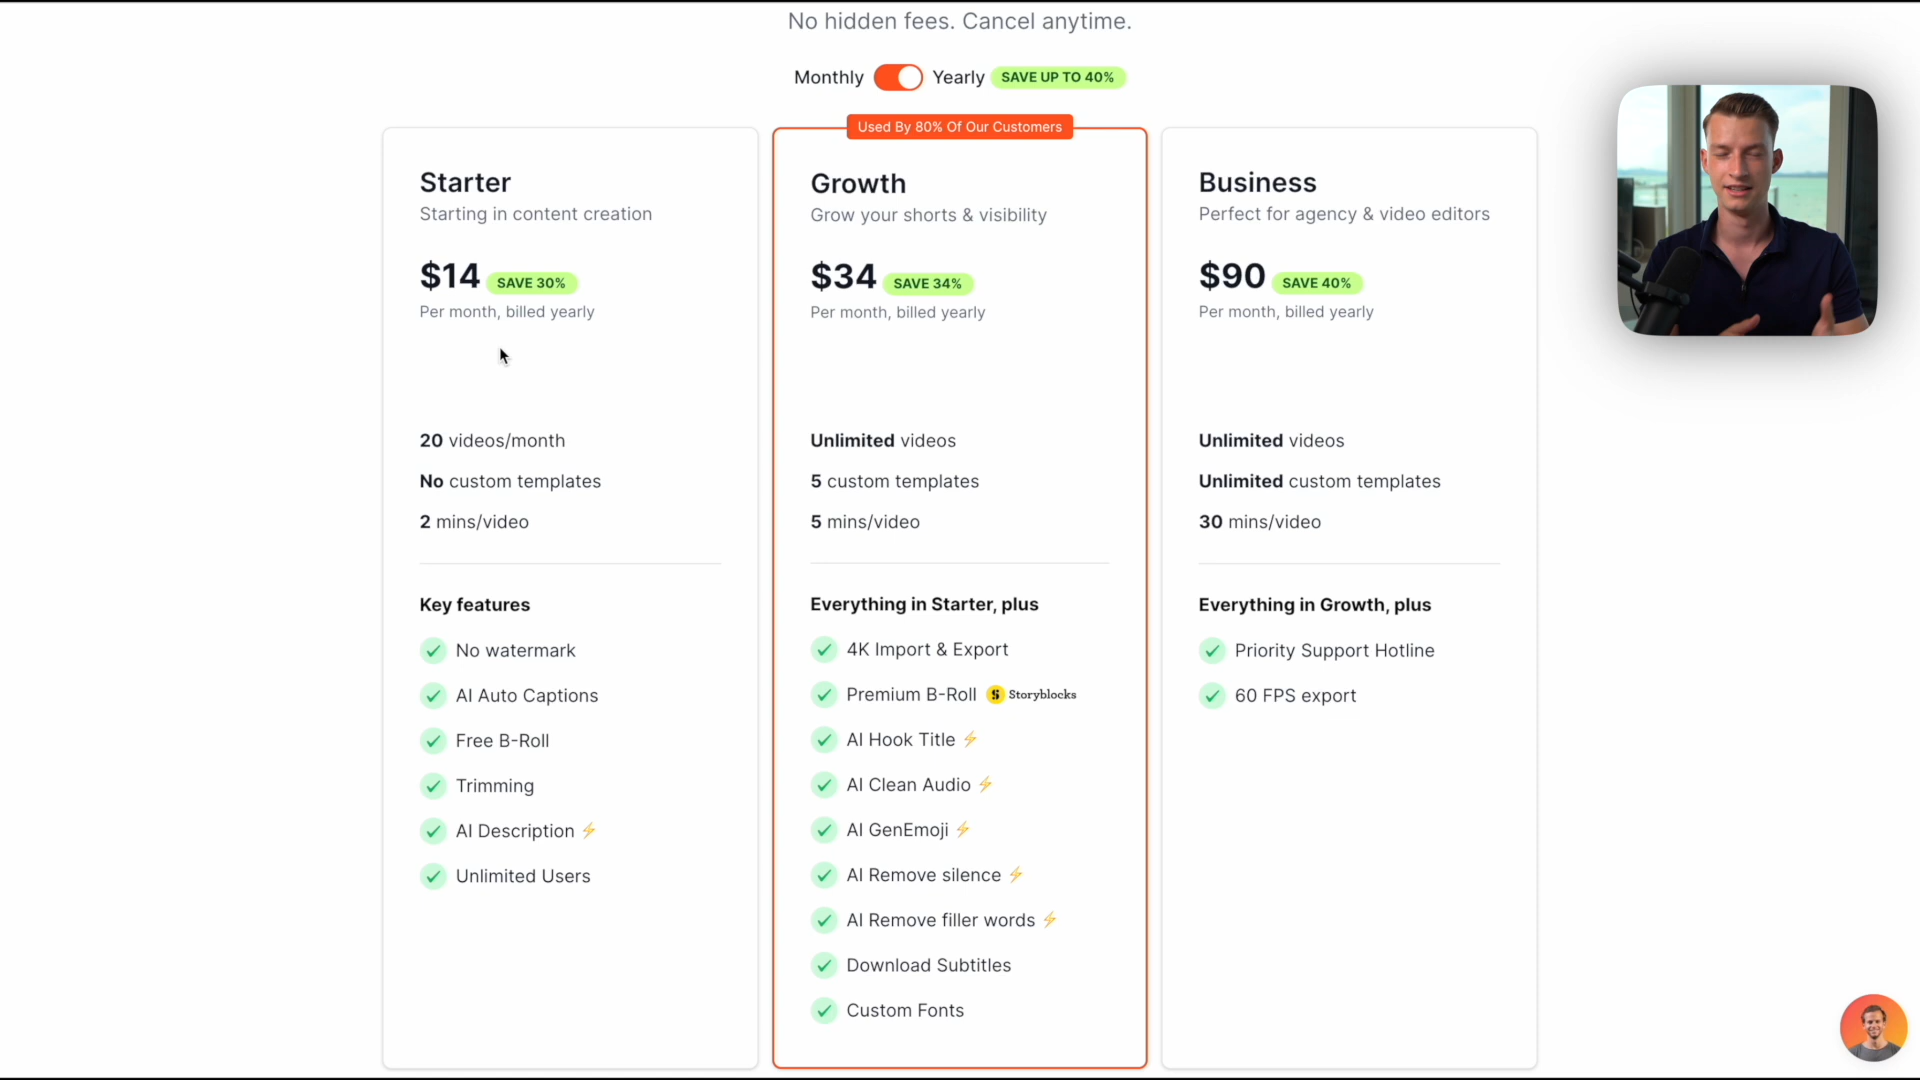 No hidden fees. Cancel anytime.
Monthly Yearly SAVE UP TO 40%
Starter
Starting in content creation
$14 SAVE 30%
Per month, billed yearly
20 videos/month
No custom templates
2 mins/video
Key features
No watermark
AI Auto Captions
Free B-Roll
Trimming
AI Description ⚡
Unlimited Users
Used By 80% Of Our Customers
Growth
Grow your shorts & visibility
$34 SAVE 34%
Per month, billed yearly
Unlimited videos
5 custom templates
5 mins/video
Everything in Starter, plus
4K Import & Export
Premium B-Roll S Storyblocks
AI Hook Title ⚡
AI Clean Audio ⚡
AI GenEmoji ⚡
AI Remove silence ⚡
AI Remove filler words ⚡
Download Subtitles
Custom Fonts
Business
Perfect for agency & video editors
$90 SAVE 40%
Per month, billed yearly
Unlimited videos
Unlimited custom templates
30 mins/video
Everything in Growth, plus
Priority Support Hotline
60 FPS export